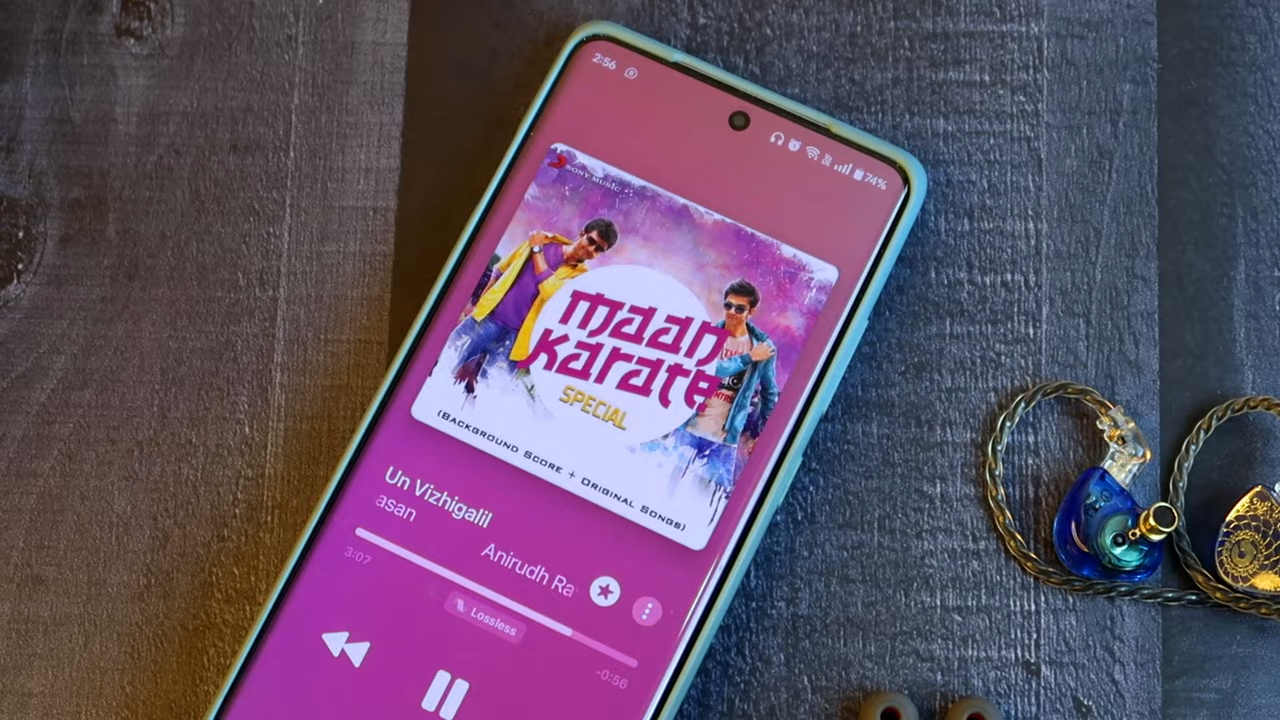 2:56
74%
SONY MUSIC
maan
karate
SPECIAL
(BACKGROUND SCORE + ORIGINAL SONGS)
Un Vizhigalil
asan
Anirudh Ra
3:07
-0:56
Lossless